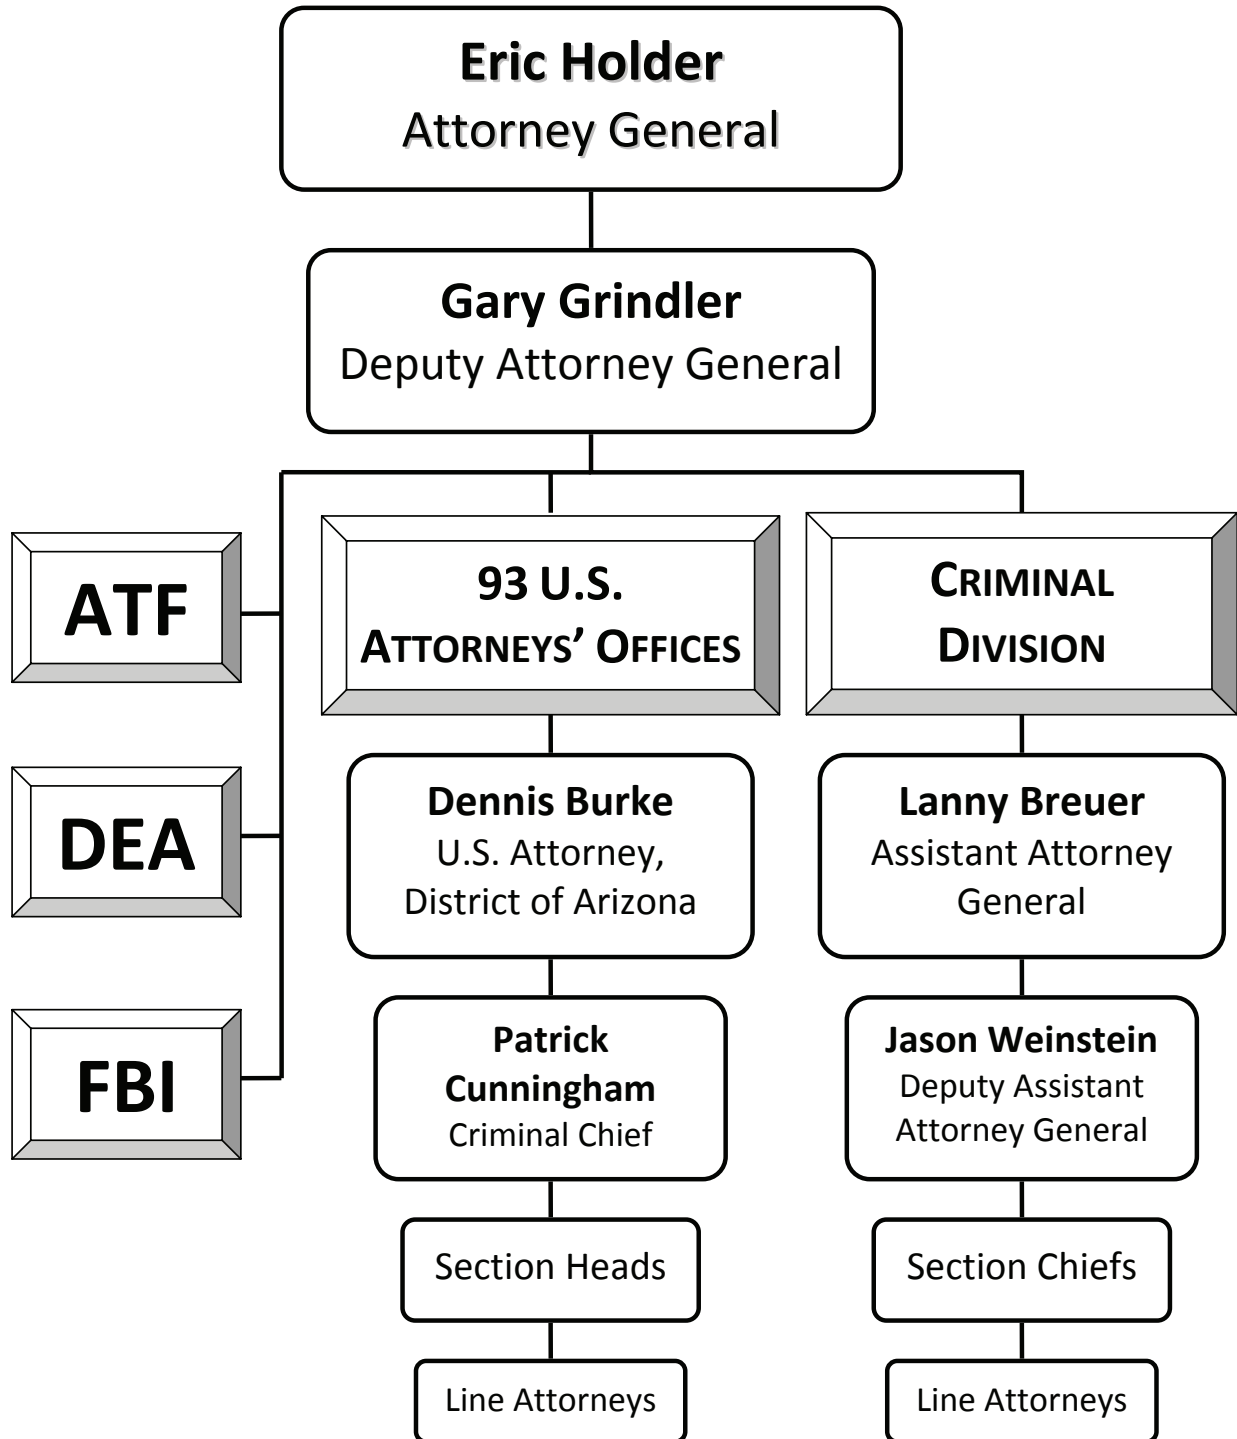 Eric Holder
Attorney General
Gary Grindler
Deputy Attorney General
ATF
DEA
FBI
93 U.S.
ATTORNEYS’ OFFICES
Dennis Burke
U.S. Attorney,
District of Arizona
Patrick
Cunningham
Criminal Chief
Section Heads
Line Attorneys
CRIMINAL
DIVISION
Lanny Breuer
Assistant Attorney
General
Jason Weinstein
Deputy Assistant
Attorney General
Section Chiefs
Line Attorneys